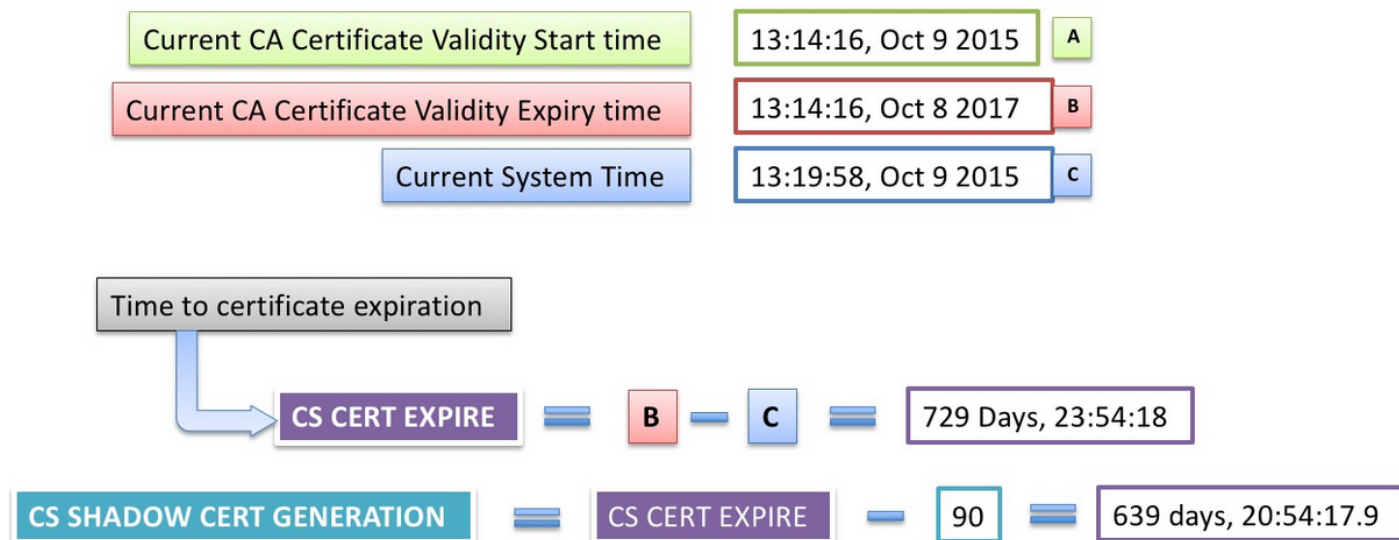 Current CA Certificate Validity Start time 13:14:16, Oct 9 2015 A
Current CA Certificate Validity Expiry time 13:14:16, Oct 8 2017 B
Current System Time 13:19:58, Oct 9 2015 C
Time to certificate expiration
CS CERT EXPIRE = B - C = 729 Days, 23:54:18
CS SHADOW CERT GENERATION = CS CERT EXPIRE - 90 = 639 days, 20:54:17.9